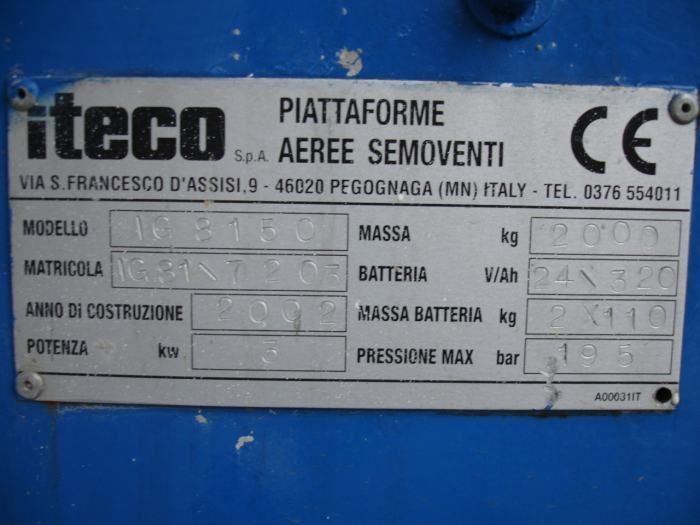 iteco S.p.A. PIATTAFORME
AEREE SEMOVENTI CE
VIA S.FRANCESCO D'ASSISI,9 - 46020 PEGOGNAGA (MN) ITALY - TEL. 0376 554011
MODELLO IG 3150 MASSA kg 2000
MATRICOLA IG31\7203 BATTERIA V/Ah 24\320
ANNO Di COSTRUZIONE 2002 MASSA BATTERIA kg 2X110
POTENZA kw 3 PRESSIONE MAX bar 195
A00031IT